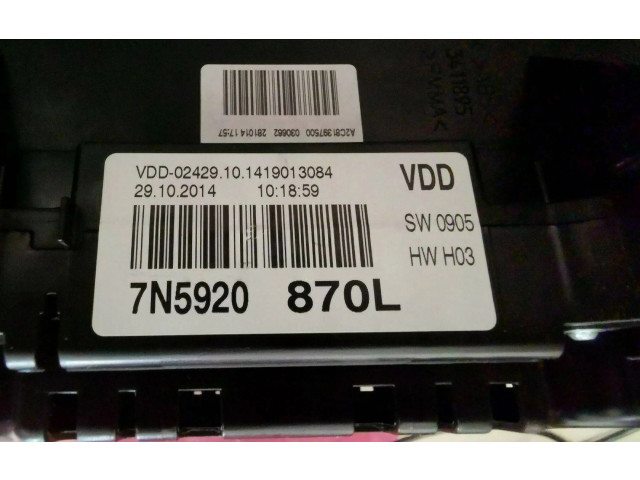 A2C81397500 030662 281014 17:57
VDD-02429.10.1419013084
29.10.2014 10:18:59
VDD
SW 0905
HW H03
7N5920 870L